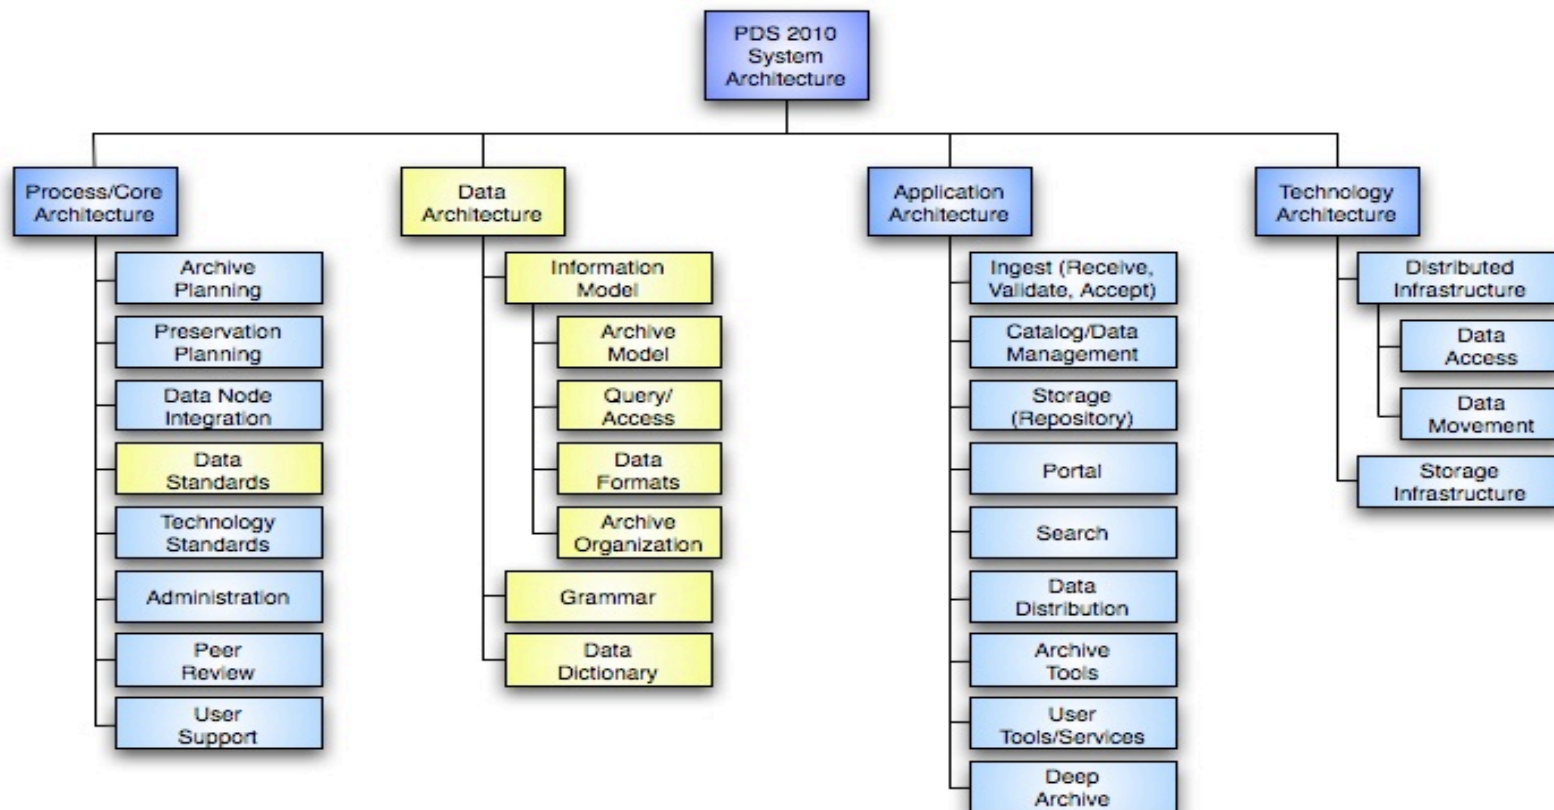 PDS 2010
System
Architecture
Process/Core
Architecture
Archive
Planning
Preservation
Planning
Data Node
Integration
Data
Standards
Technology
Standards
Administration
Peer
Review
User
Support
Data
Architecture
Information
Model
Archive
Model
Query/
Access
Data
Formats
Archive
Organization
Grammar
Data
Dictionary
Application
Architecture
Ingest (Receive,
Validate, Accept)
Catalog/Data
Management
Storage
(Repository)
Portal
Search
Data
Distribution
Archive
Tools
User
Tools/Services
Deep
Archive
Technology
Architecture
Distributed
Infrastructure
Data
Access
Data
Movement
Storage
Infrastructure